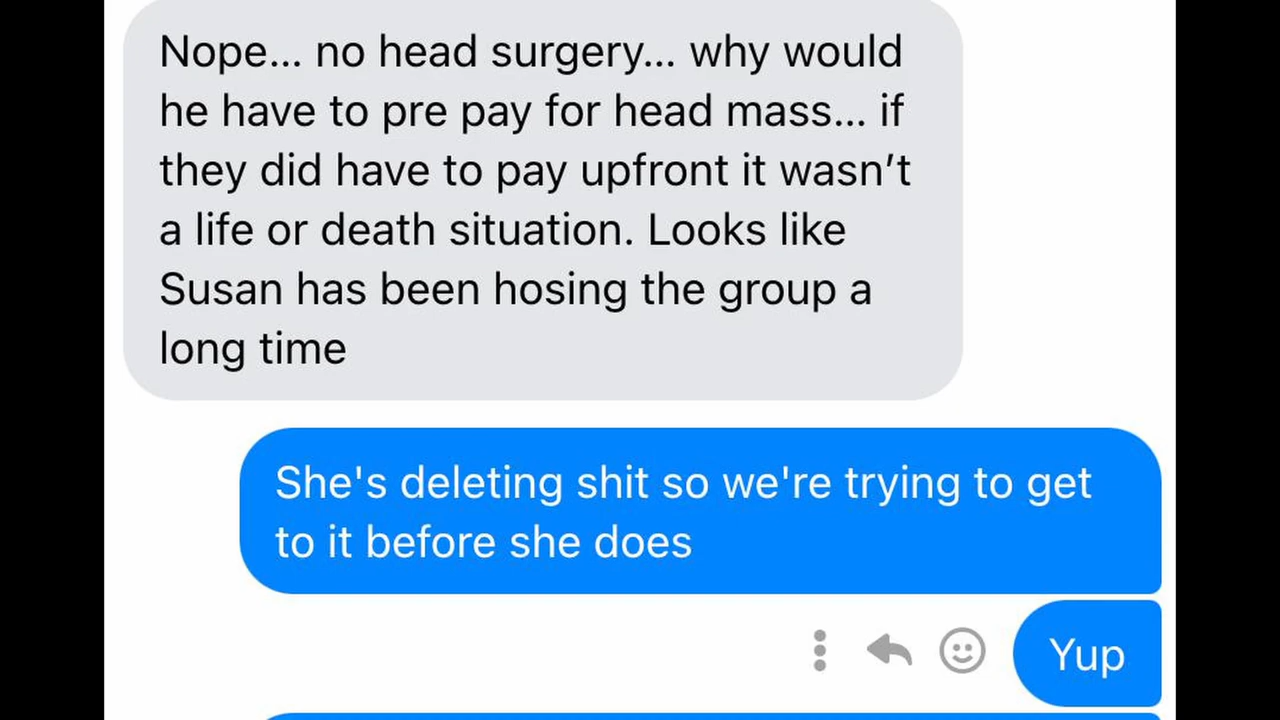 Nope... no head surgery... why would
he have to pre pay for head mass... if
they did have to pay upfront it wasn’t
a life or death situation. Looks like
Susan has been hosing the group a
long time
She's deleting shit so we're trying to get
to it before she does
Yup